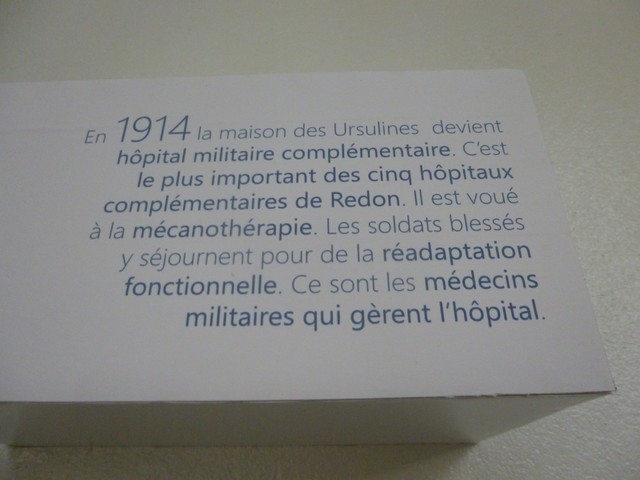 En 1914 la maison des Ursulines devient
hôpital militaire complémentaire. C'est
le plus important des cinq hôpitaux
complémentaires de Redon. Il est voué
à la mécanothérapie. Les soldats blessés
y séjournent pour de la réadaptation
fonctionnelle. Ce sont les médecins
militaires qui gèrent l'hôpital.